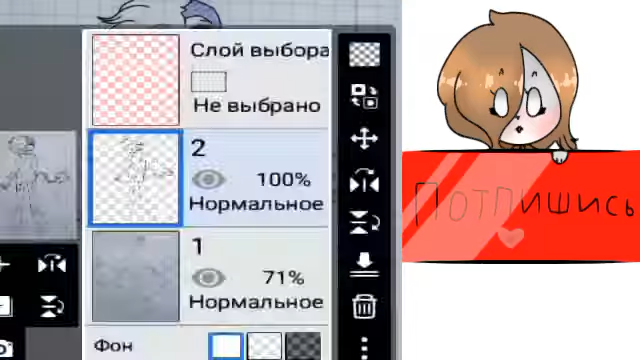 Слой выбора
Не выбрано
2
100%
Нормальное
1
71%
Нормальное
Фон
Потпишись